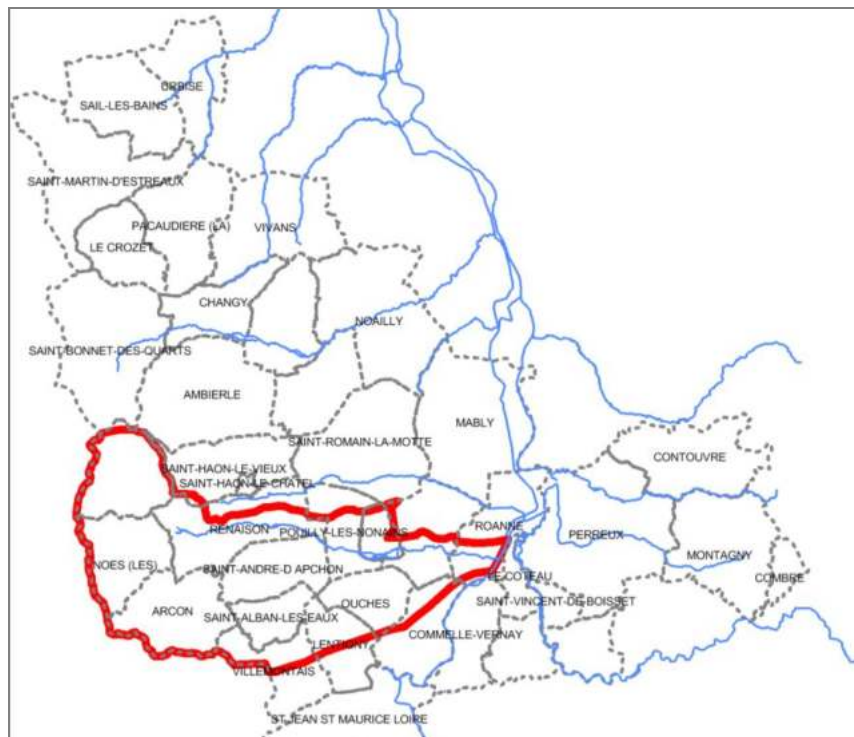 URBISE
SAIL-LES-BAINS
SAINT-MARTIN-D'ESTREAUX
PACAUDIERE (LA)
VIVANS
LE CROZET
CHANGY
NOAILLY
SAINT-BONNET-DES-QUARTS
AMBIERLE
MABLY
SAINT-ROMAIN-LA-MOTTE
CONTOUVRE
SAINT-HAON-LE-VIEUX
SAINT-HAON-LE-CHATEL
ROANNE
RENAISON
POUILLY-LES-NONAINS
PERREUX
MONTAGNY
NOES (LES)
SAINT-ANDRE-D APCHON
LE COTEAU
COMBRE
SAINT-VINCENT-DE-BOISSET
OUCHES
ARCON
SAINT-ALBAN-LES-EAUX
COMMELLE-VERNAY
LENTIGNY
VILLEMONTAIS
ST JEAN ST MAURICE LOIRE